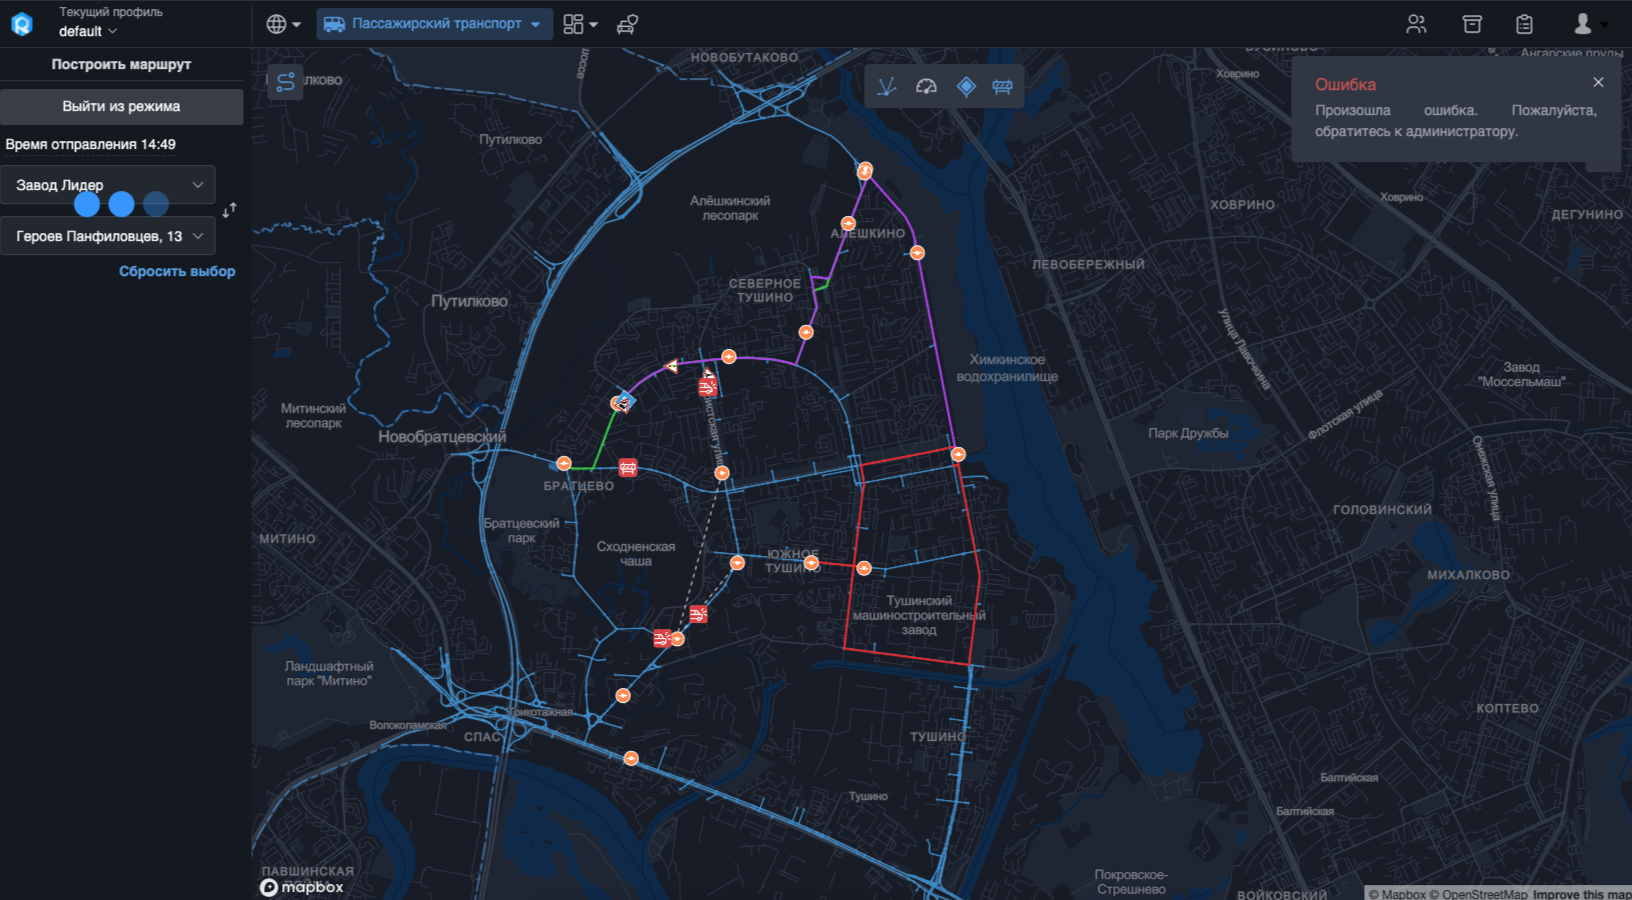 Текущий профиль
default
Пассажирский транспорт
Построить маршрут
Выйти из режима
Время отправления 14:49
Завод Лидер
Героев Панфиловцев, 13
Сбросить выбор
Ошибка
Произошла ошибка. Пожалуйста,
обратитесь к администратору.
НОВОБУТАКОВО
шоссе
Ангарские пруды
Ховрино
Путилково
Алёшкинский
лесопарк
Ховрино
ХОВРИНО
ДЕГУНИНО
АЛЕШКИНО
ЛЕВОБЕРЕЖНЫЙ
СЕВЕРНОЕ
ТУШИНО
Путилково
улица Лавочкина
Химкинское
водохранилище
Завод
"Моссельмаш"
Митинский
лесопарк
Флотская улица
Новобратцевский
Парк Дружбы
Онежская улица
БРАТЦЕВО
ГОЛОВИНСКИЙ
Братцевский
парк
МИТИНО
Сходненская
чаша
ЮЖНОЕ
ТУШИНО
МИХАЛКОВО
Тушинский
машиностроительный
завод
Ландшафтный
парк "Митино"
Трикотажная
КОПТЕВО
Волоколамская
СПАС
ТУШИНО
Балтийская
Тушино
Балтийская
ПАВШИНСКАЯ
mapbox
Покровское-
Стрешнево
ВОЙКОВСКИЙ
© Mapbox © OpenStreetMap Improve this map